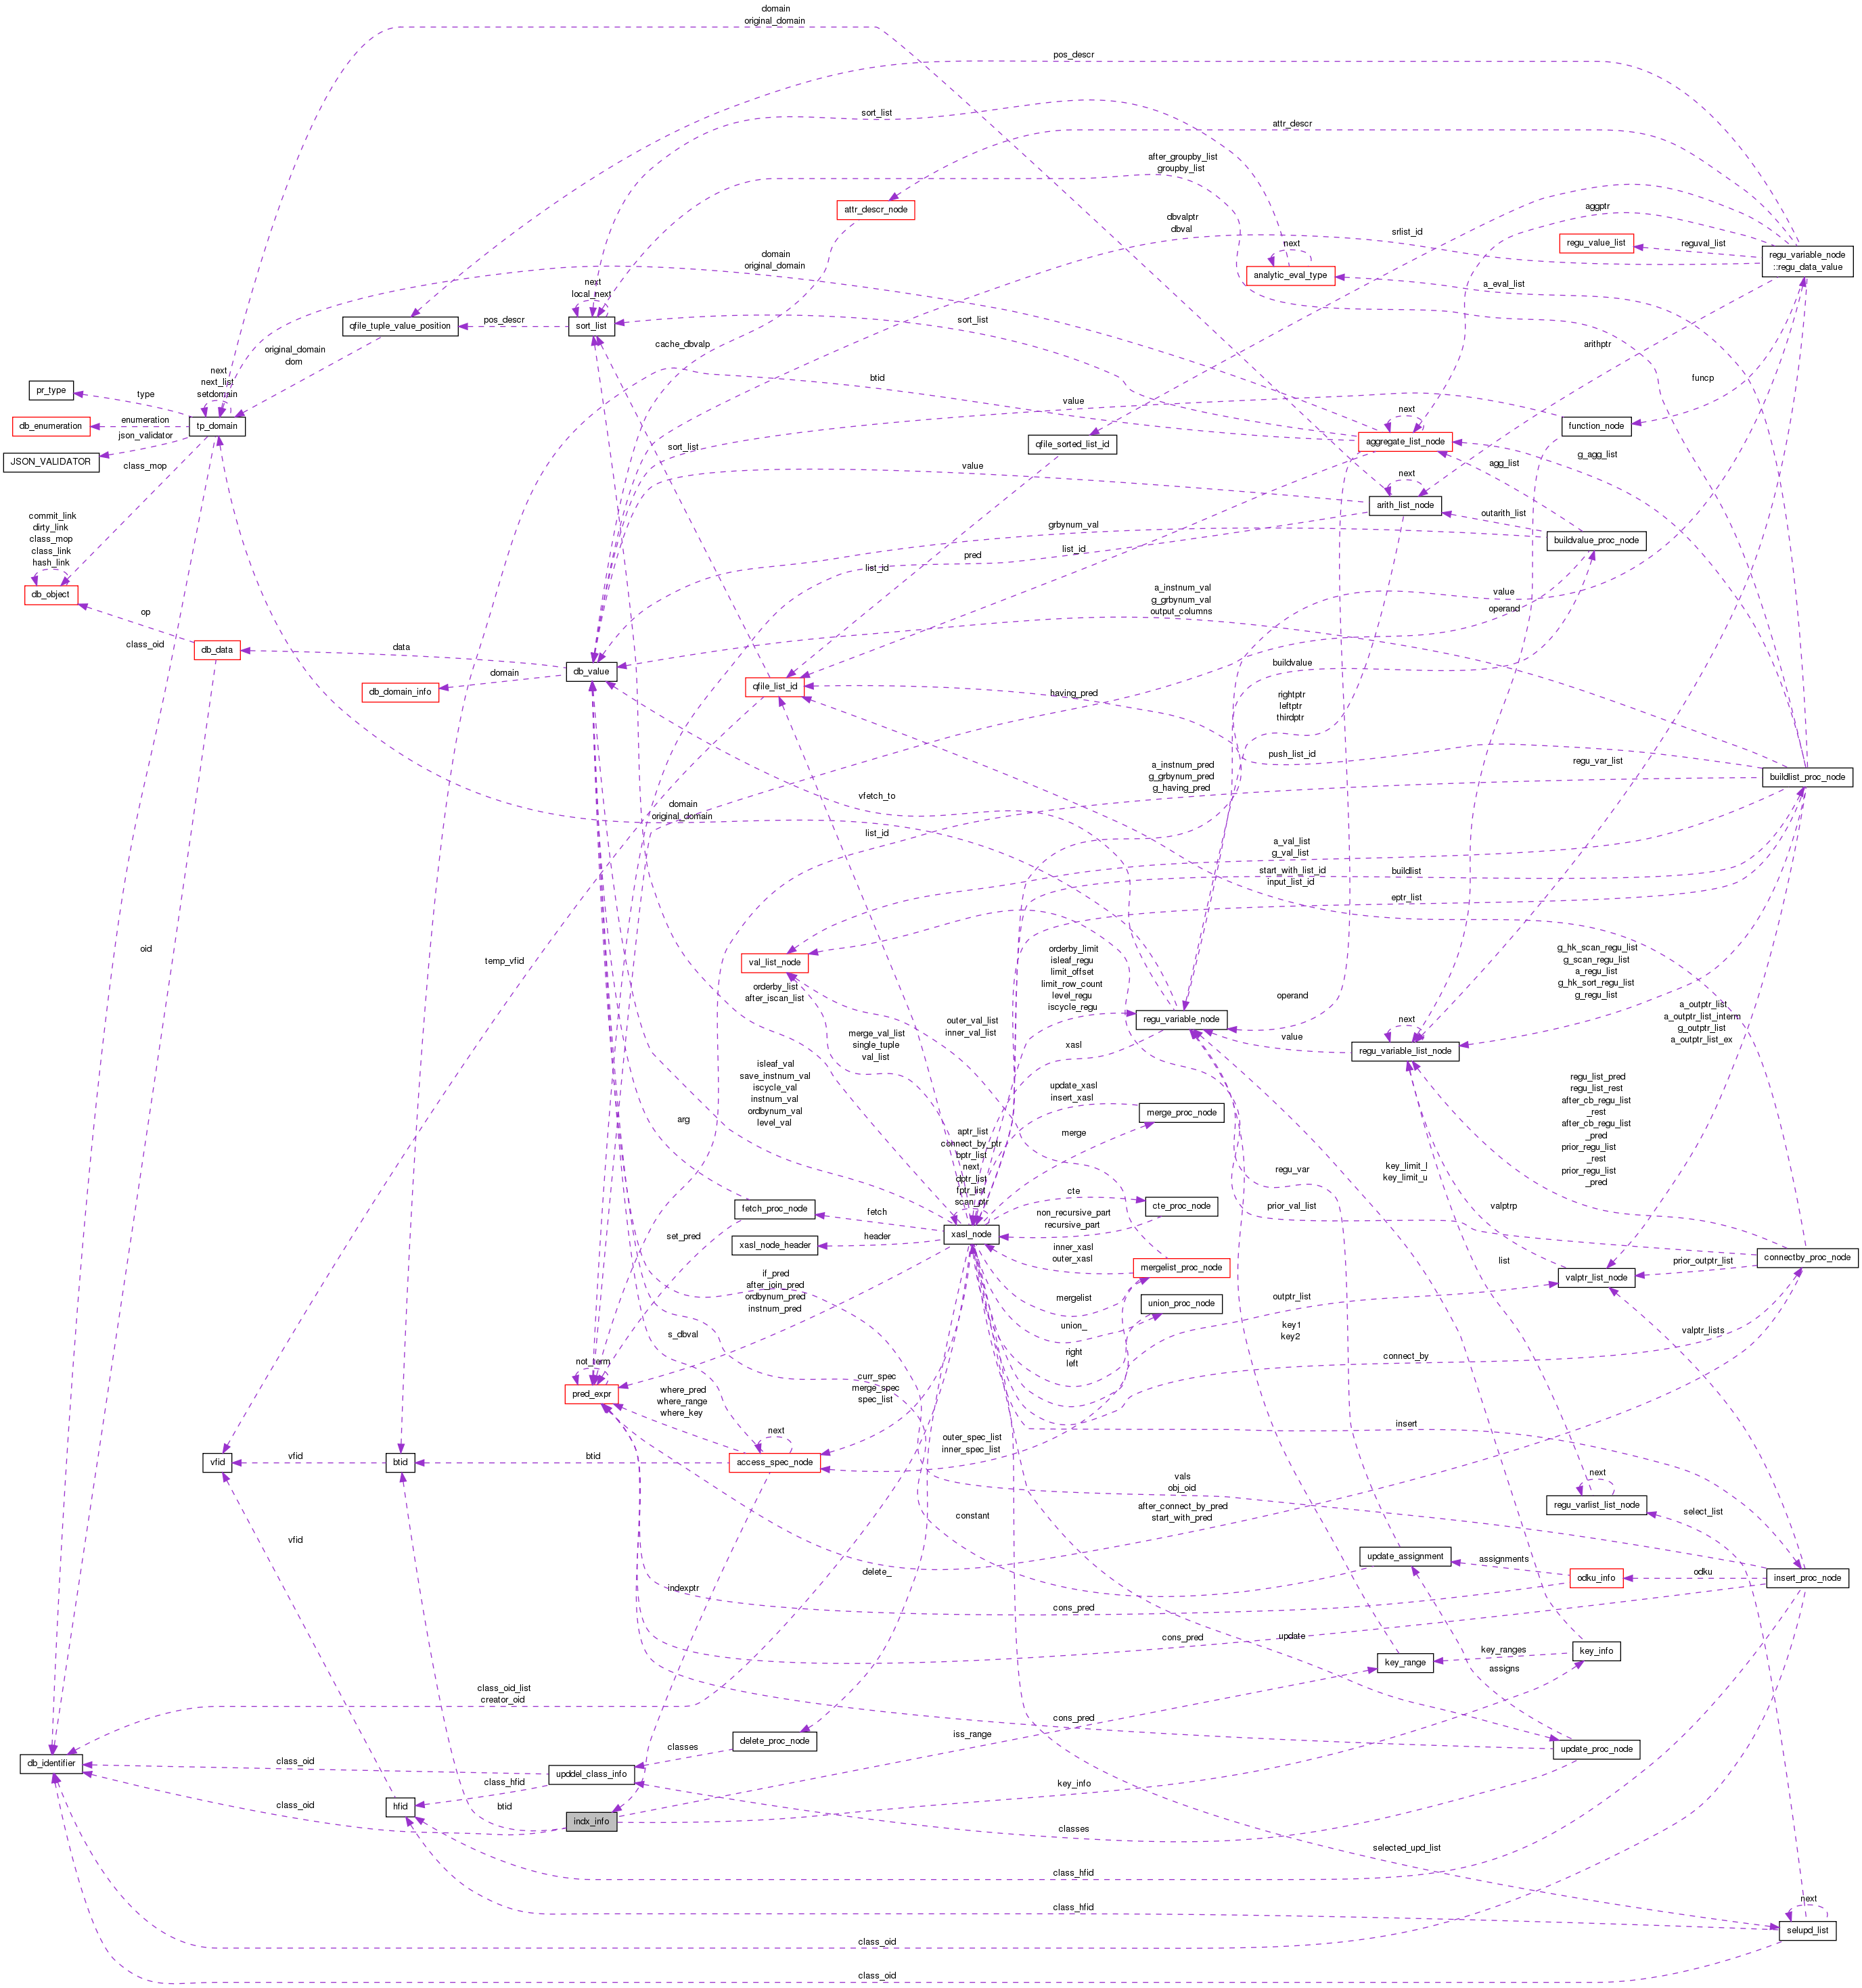 domain
original_domain
pos_descr
sort_list
attr_descr
after_groupby_list
groupby_list
attr_descr_node
aggptr
dbvalptr
dbval
srlist_id
regu_value_list
reguval_list
regu_variable_node
::regu_data_value
domain
original_domain
next
analytic_eval_type
a_eval_list
next
local_next
qfile_tuple_value_position
pos_descr
sort_list
sort_list
cache_dbvalp
arithptr
original_domain
dom
next
next_list
setdomain
btid
funcp
pr_type
type
value
next
db_enumeration
enumeration
tp_domain
function_node
json_validator
qfile_sorted_list_id
aggregate_list_node
JSON_VALIDATOR
sort_list
g_agg_list
class_mop
value
next
agg_list
arith_list_node
outarith_list
commit_link
dirty_link
class_mop
class_link
hash_link
grbynum_val
buildvalue_proc_node
pred
list_id
list_id
db_object
a_instnum_val
g_grbynum_val
output_columns
value
operand
op
class_oid
db_data
data
db_value
buildvalue
db_domain_info
domain
qfile_list_id
having_pred
rightptr
leftptr
thirdptr
push_list_id
regu_var_list
a_instnum_pred
g_grbynum_pred
g_having_pred
buildlist_proc_node
vfetch_to
domain
original_domain
list_id
a_val_list
g_val_list
start_with_list_id
input_list_id
buildlist
eptr_list
oid
temp_vfid
val_list_node
orderby_limit
isleaf_regu
limit_offset
limit_row_count
level_regu
iscycle_regu
g_hk_scan_regu_list
g_scan_regu_list
a_regu_list
g_hk_sort_regu_list
g_regu_list
orderby_list
after_iscan_list
operand
a_outptr_list
a_outptr_list_interm
g_outptr_list
a_outptr_list_ex
outer_val_list
inner_val_list
regu_variable_node
next
merge_val_list
single_tuple
val_list
xasl
value
regu_variable_list_node
isleaf_val
save_instnum_val
iscycle_val
instnum_val
ordbynum_val
level_val
update_xasl
insert_xasl
merge_proc_node
regu_list_pred
regu_list_rest
after_cb_regu_list
_rest
after_cb_regu_list
_pred
prior_regu_list
_rest
prior_regu_list
_pred
arg
aptr_list
connect_by_ptr
bptr_list
next
dptr_list
fptr_list
scan_ptr
merge
regu_var
key_limit_l
key_limit_u
cte
cte_proc_node
fetch_proc_node
fetch
non_recursive_part
recursive_part
prior_val_list
valptrp
set_pred
xasl_node_header
header
xasl_node
inner_xasl
outer_xasl
mergelist_proc_node
list
connectby_proc_node
prior_outptr_list
valptr_list_node
if_pred
after_join_pred
ordbynum_pred
instnum_pred
mergelist
union_proc_node
outptr_list
union_
key1
key2
s_dbval
valptr_lists
right
left
connect_by
not_term
pred_expr
curr_spec
merge_spec
spec_list
where_pred
where_range
where_key
insert
next
outer_spec_list
inner_spec_list
vfid
vfid
btid
btid
access_spec_node
next
vals
obj_oid
regu_varlist_list_node
select_list
constant
after_connect_by_pred
start_with_pred
vfid
update_assignment
assignments
odku_info
odku
insert_proc_node
delete_
indexptr
cons_pred
cons_pred
update
key_ranges
key_info
key_range
assigns
class_oid_list
creator_oid
cons_pred
iss_range
delete_proc_node
update_proc_node
classes
db_identifier
class_oid
upddel_class_info
class_hfid
key_info
class_oid
hfid
btid
indx_info
classes
selected_upd_list
class_hfid
next
class_hfid
selupd_list
class_oid
class_oid